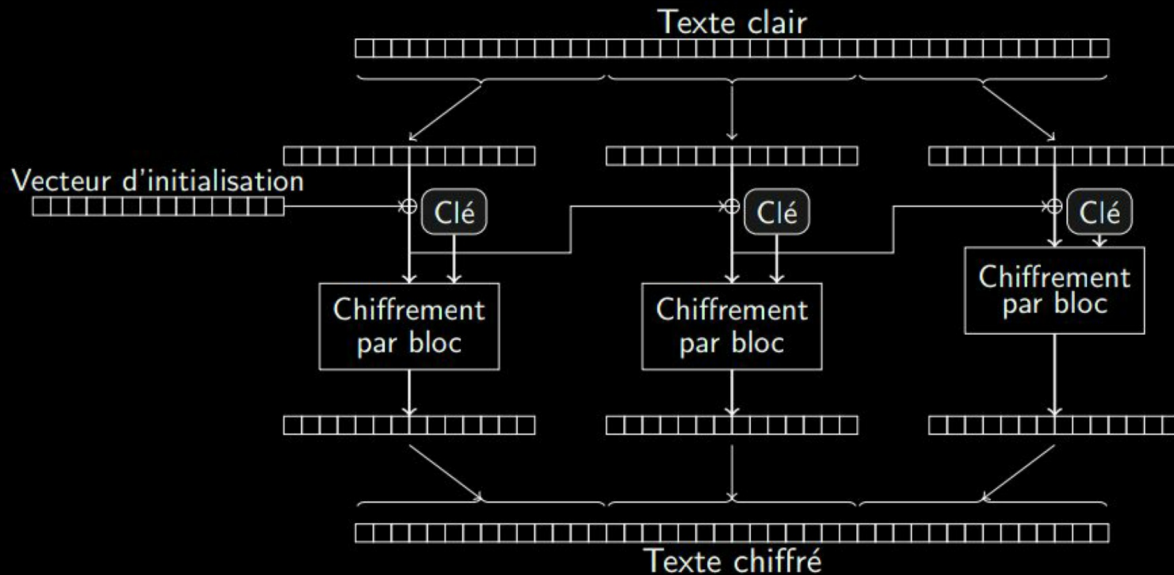 Texte clair
Vecteur d'initialisation
Clé
Clé
Clé
Chiffrement
par bloc
Chiffrement
par bloc
Chiffrement
par bloc
Texte chiffré